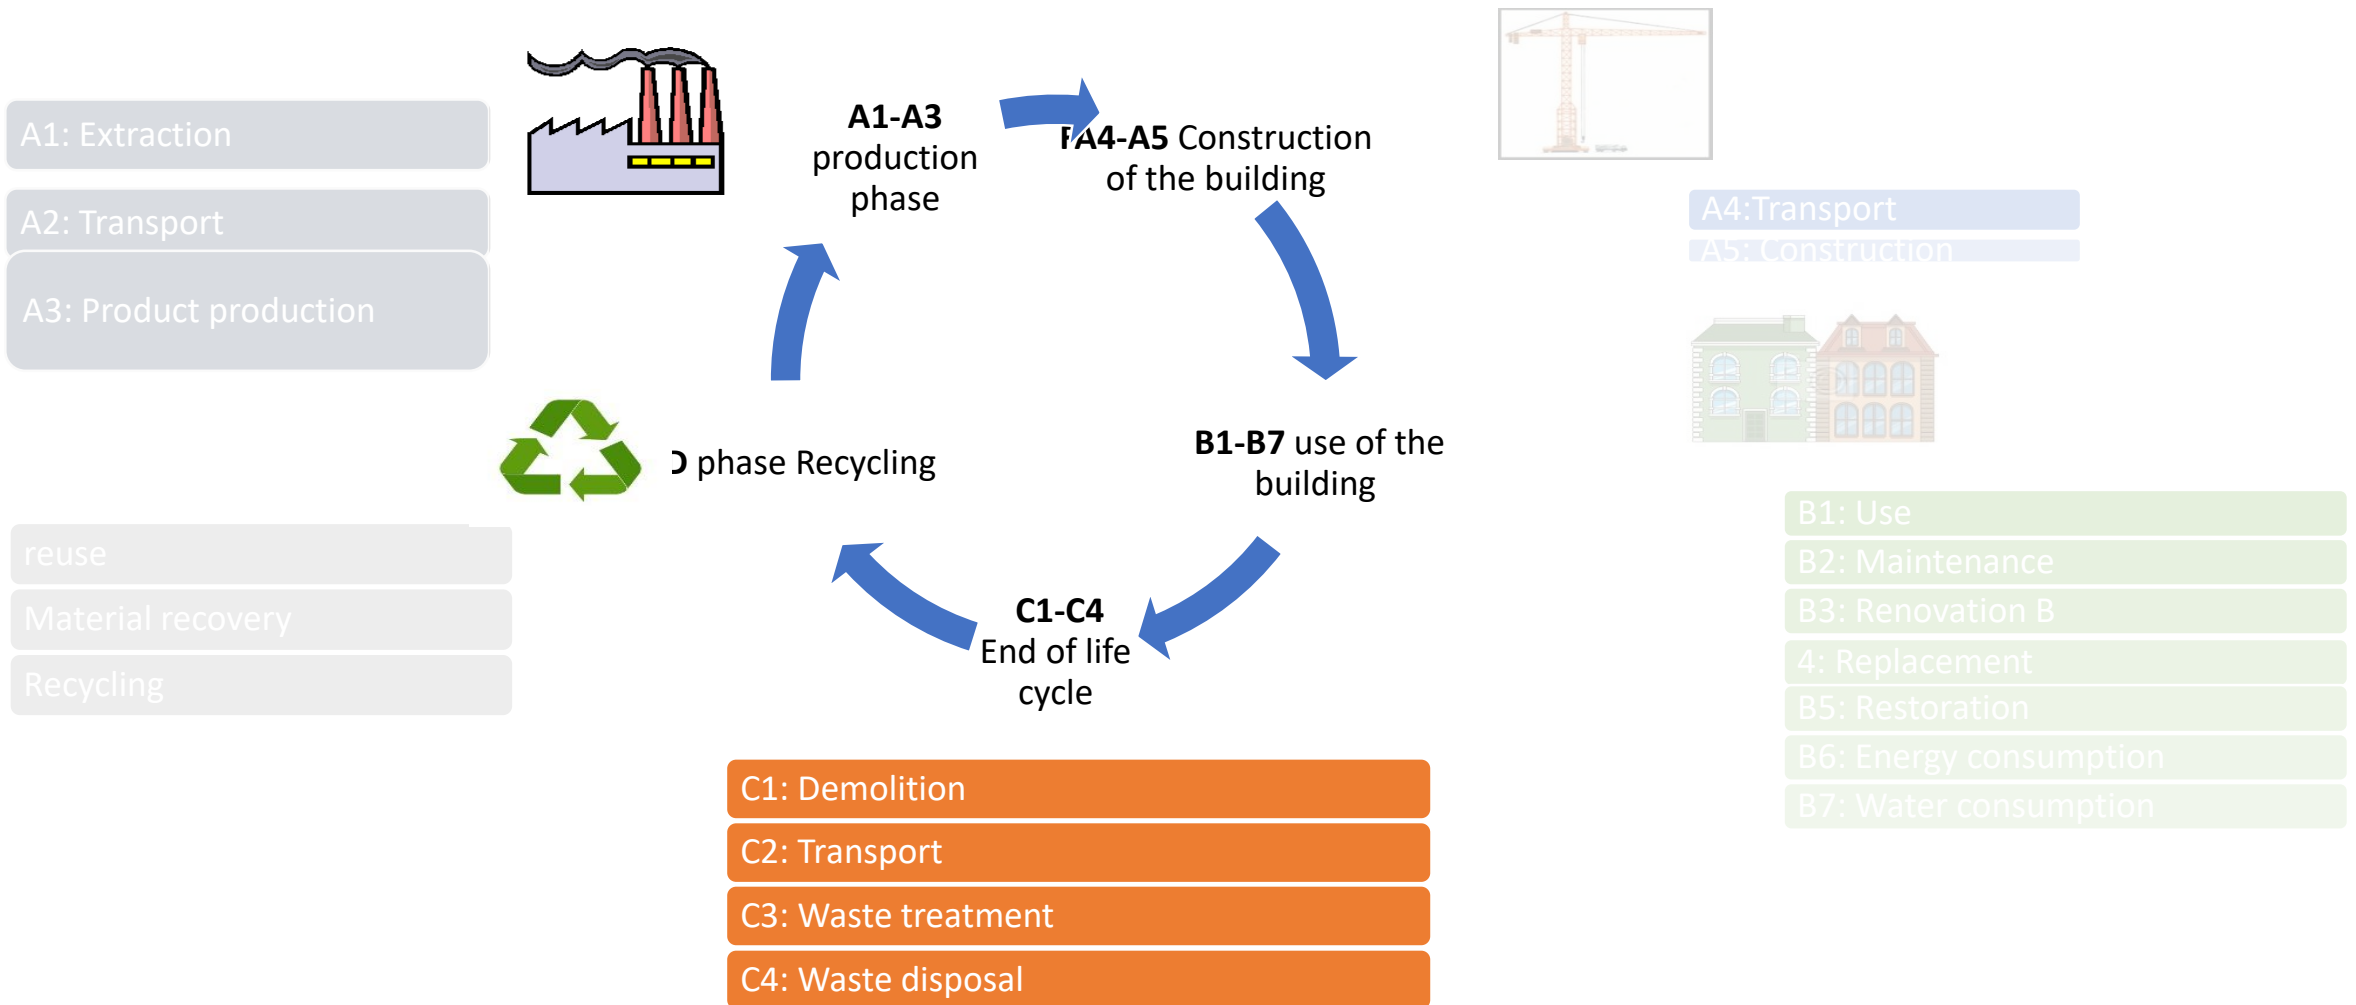 A1: Extraction
A2: Transport
A3: Product production
A1-A3
production
phase
A4-A5 Construction
of the building
A4:Transport
A5: Construction
B1-B7 use of the
building
B1: Use
B2: Maintenance
B3: Renovation B
4: Replacement
B5: Restoration
B6: Energy consumption
B7: Water consumption
C1-C4
End of life
cycle
C1: Demolition
C2: Transport
C3: Waste treatment
C4: Waste disposal
D phase Recycling
reuse
Material recovery
Recycling